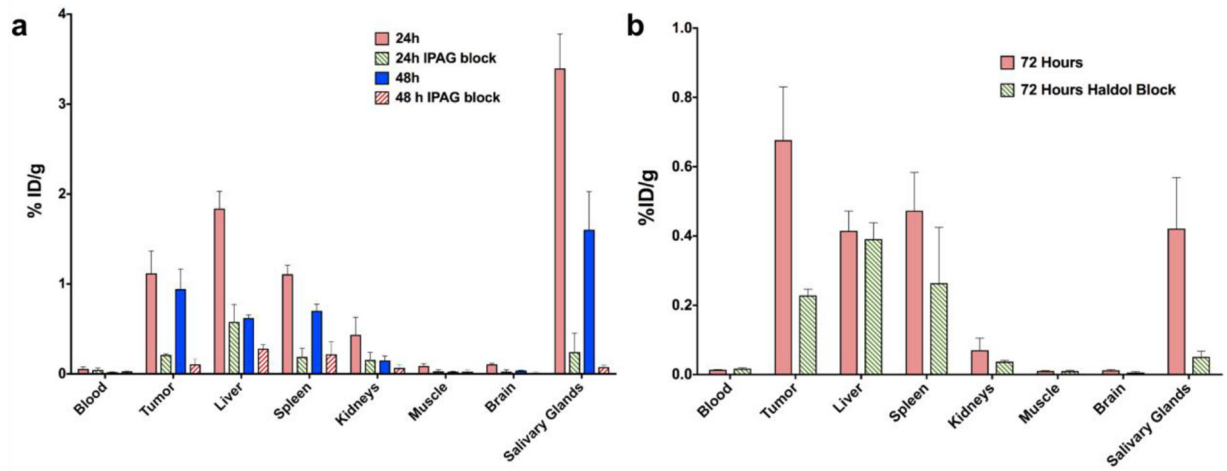 a
4
3
2
1
0
% ID/g
24h
24h IPAG block
48h
48 h IPAG block
Blood
Tumor
Liver
Spleen
Kidneys
Muscle
Brain
Salivary Glands
b
1.0
0.8
0.6
0.4
0.2
0.0
%ID/g
72 Hours
72 Hours Haldol Block
Blood
Tumor
Liver
Spleen
Kidneys
Muscle
Brain
Salivary Glands